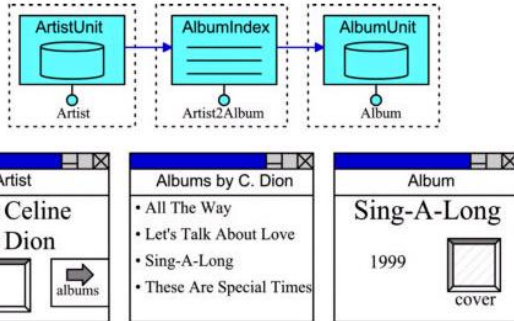 ArtistUnit
AlbumIndex
AlbumUnit
Artist
Artist2Album
Album
Artist
Albums by C. Dion
Album
Celine
Dion
albums
• All The Way
• Let's Talk About Love
• Sing-A-Long
• These Are Special Times
Sing-A-Long
1999
cover